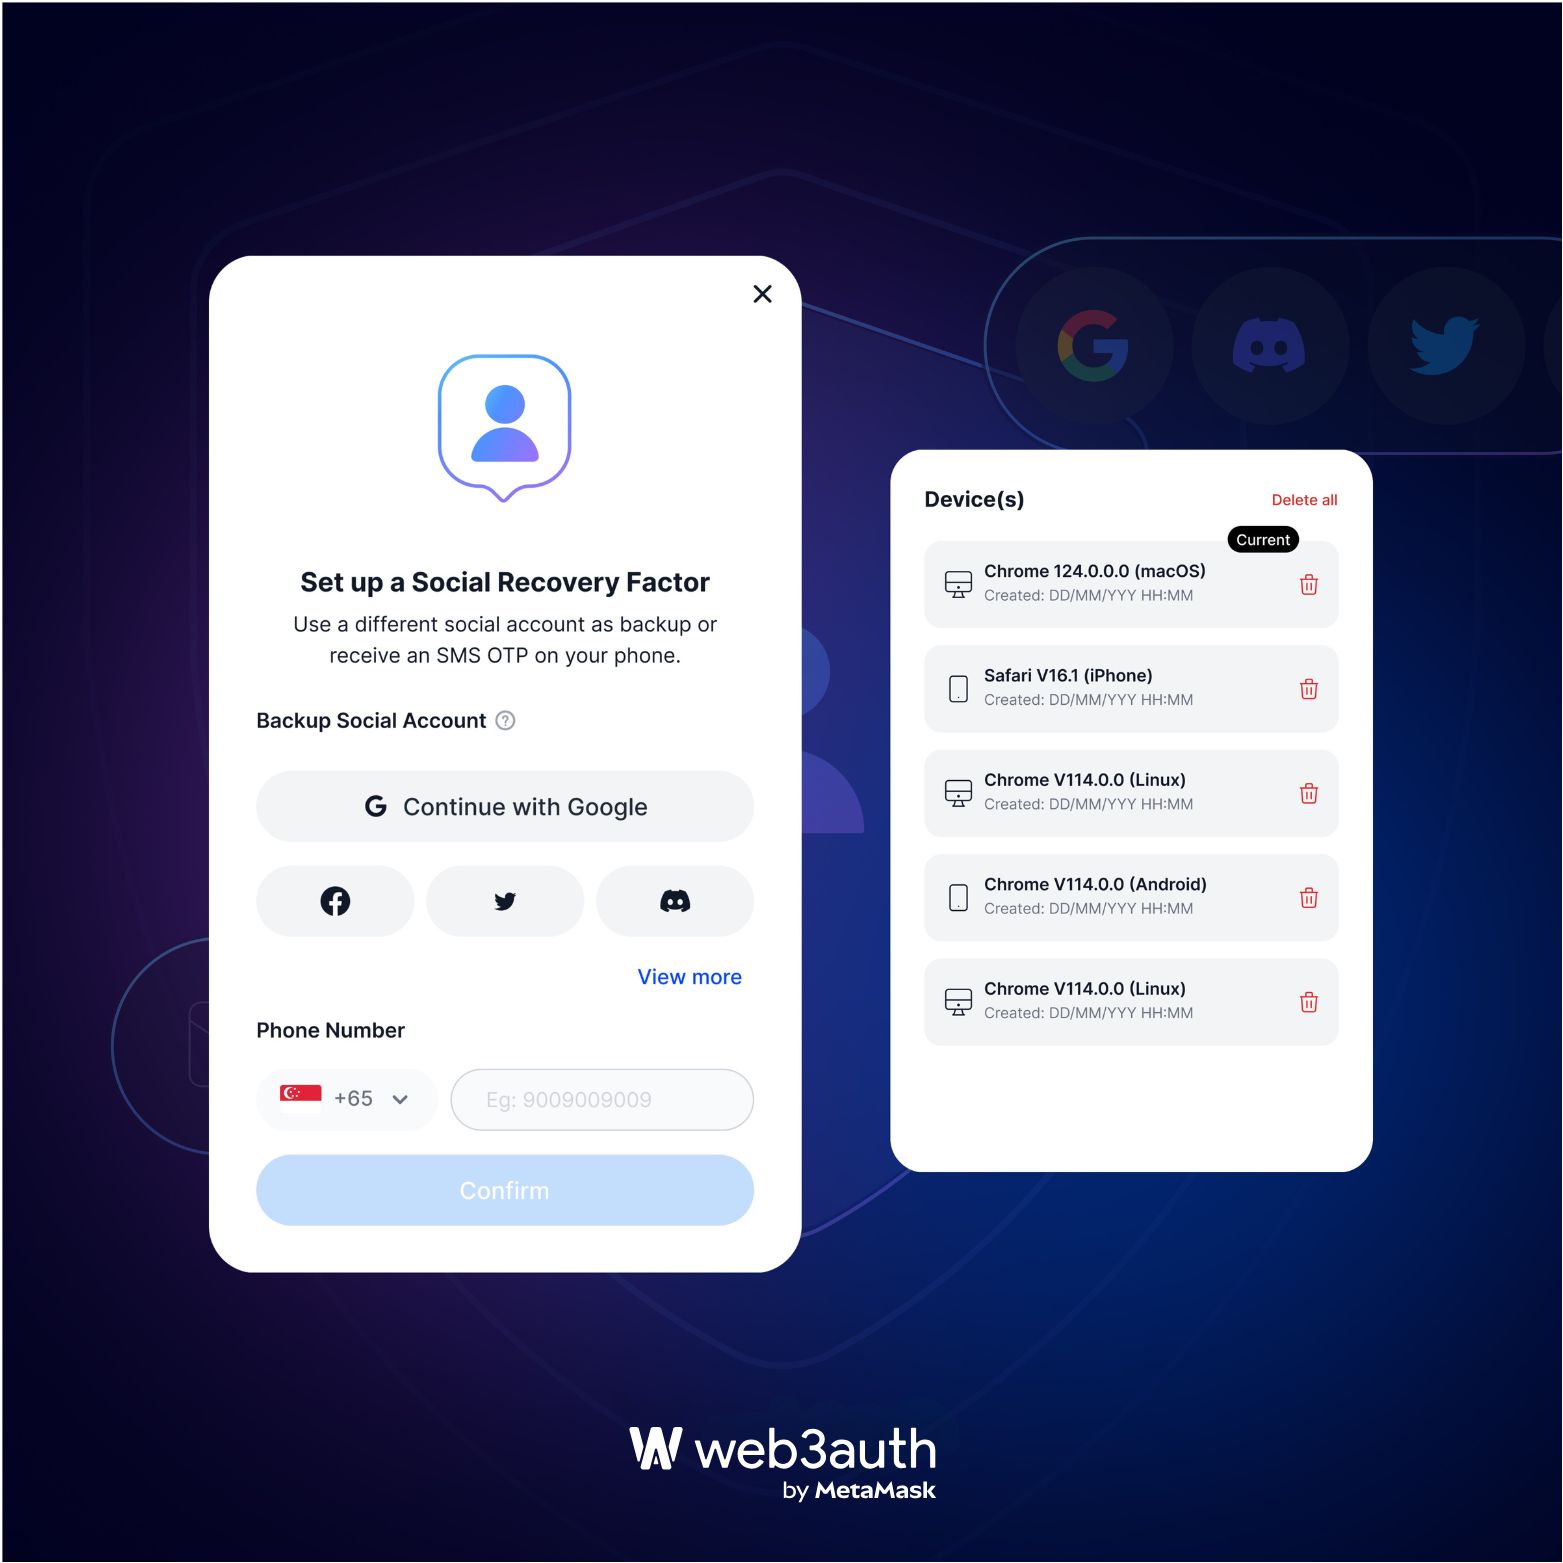 Set up a Social Recovery Factor
Use a different social account as backup or
receive an SMS OTP on your phone.
Backup Social Account ?
Continue with Google
View more
Phone Number
+65
Eg: 9009009009
Confirm
Device(s)
Delete all
Current
Chrome 124.0.0.0 (macOS)
Created: DD/MM/YYY HH:MM
Safari V16.1 (iPhone)
Created: DD/MM/YYY HH:MM
Chrome V114.0.0 (Linux)
Created: DD/MM/YYY HH:MM
Chrome V114.0.0 (Android)
Created: DD/MM/YYY HH:MM
Chrome V114.0.0 (Linux)
Created: DD/MM/YYY HH:MM
web3auth
by MetaMask